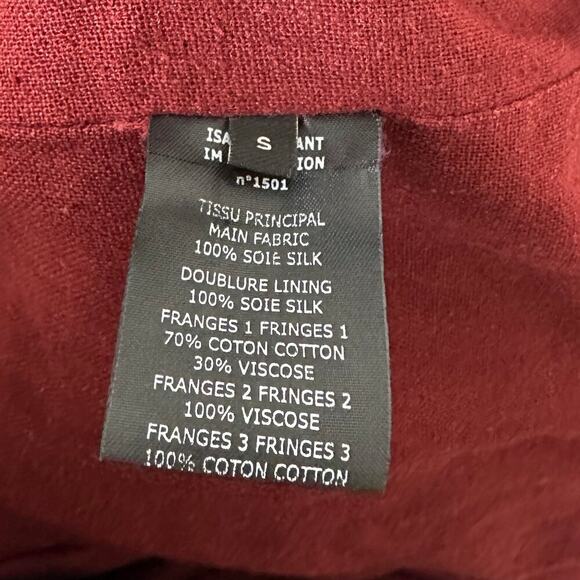 S
n°1501
TISSU PRINCIPAL
MAIN FABRIC
100% SOIE SILK
DOUBLURE LINING
100% SOIE SILK
FRANGES 1 FRINGES 1
70% COTON COTTON
30% VISCOSE
FRANGES 2 FRINGES 2
100% VISCOSE
FRANGES 3 FRINGES 3
100% COTON COTTON